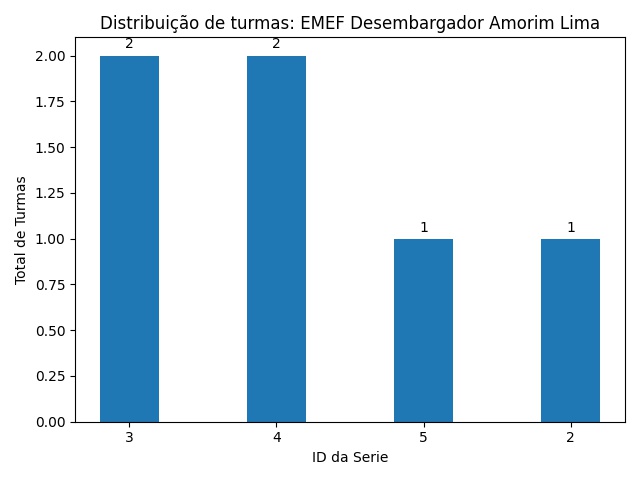 Distribuição de turmas: EMEF Desembargador Amorim Lima
2 2 1 1
Total de Turmas
2.00
1.75
1.50
1.25
1.00
0.75
0.50
0.25
0.00
3 4 5 2
ID da Serie